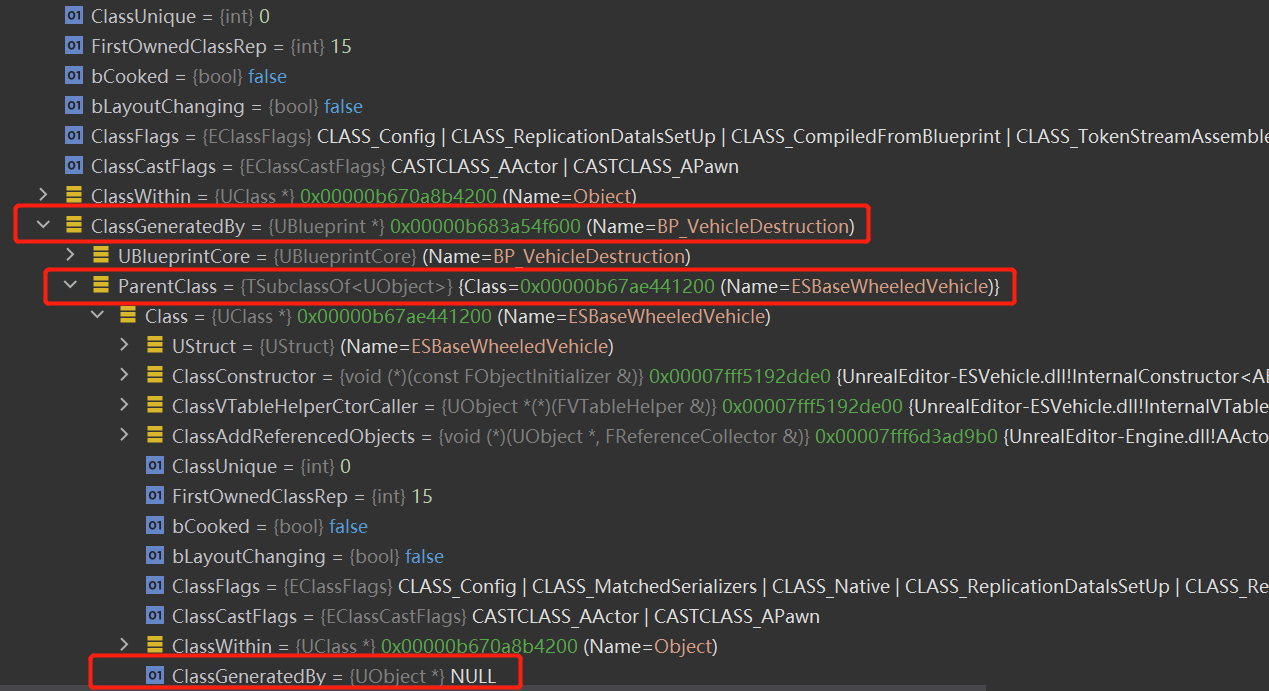 01 ClassUnique = {int} 0
01 FirstOwnedClassRep = {int} 15
01 bCooked = {bool} false
01 bLayoutChanging = {bool} false
01 ClassFlags = {EClassFlags} CLASS_Config | CLASS_ReplicationDataIsSetUp | CLASS_CompiledFromBlueprint | CLASS_TokenStreamAssemble
01 ClassCastFlags = {EClassCastFlags} CASTCLASS_AActor | CASTCLASS_APawn
ClassWithin = {UClass *} 0x00000b670a8b4200 (Name=Object)
ClassGeneratedBy = {UBlueprint *} 0x00000b683a54f600 (Name=BP_VehicleDestruction)
UBlueprintCore = {UBlueprintCore} (Name=BP_VehicleDestruction)
ParentClass = {TSubclassOf<UObject>} {Class=0x00000b67ae441200 (Name=ESBaseWheeledVehicle)}
Class = {UClass *} 0x00000b67ae441200 (Name=ESBaseWheeledVehicle)
UStruct = {UStruct} (Name=ESBaseWheeledVehicle)
ClassConstructor = {void (*)(const FObjectInitializer &)} 0x00007fff5192dde0 {UnrealEditor-ESVehicle.dll!InternalConstructor<AE
ClassVTableHelperCtorCaller = {UObject *(*)(FVTableHelper &)} 0x00007fff5192de00 {UnrealEditor-ESVehicle.dll!InternalVTable
ClassAddReferencedObjects = {void (*)(UObject *, FReferenceCollector &)} 0x00007fff6d3ad9b0 {UnrealEditor-Engine.dll!AActo
01 ClassUnique = {int} 0
01 FirstOwnedClassRep = {int} 15
01 bCooked = {bool} false
01 bLayoutChanging = {bool} false
01 ClassFlags = {EClassFlags} CLASS_Config | CLASS_MatchedSerializers | CLASS_Native | CLASS_ReplicationDataIsSetUp | CLASS_Re
01 ClassCastFlags = {EClassCastFlags} CASTCLASS_AActor | CASTCLASS_APawn
ClassWithin = {UClass *} 0x00000b670a8b4200 (Name=Object)
01 ClassGeneratedBy = {UObject *} NULL